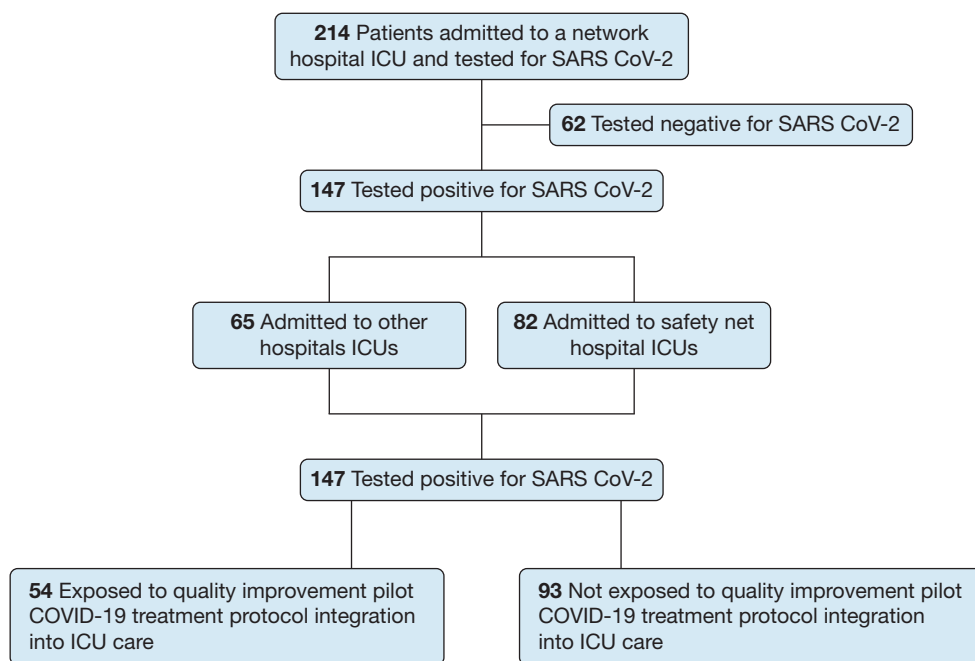 214 Patients admitted to a network
hospital ICU and tested for SARS CoV-2
62 Tested negative for SARS CoV-2
147 Tested positive for SARS CoV-2
65 Admitted to other
hospitals ICUs
82 Admitted to safety net
hospital ICUs
147 Tested positive for SARS CoV-2
54 Exposed to quality improvement pilot
COVID-19 treatment protocol integration
into ICU care
93 Not exposed to quality improvement pilot
COVID-19 treatment protocol integration
into ICU care